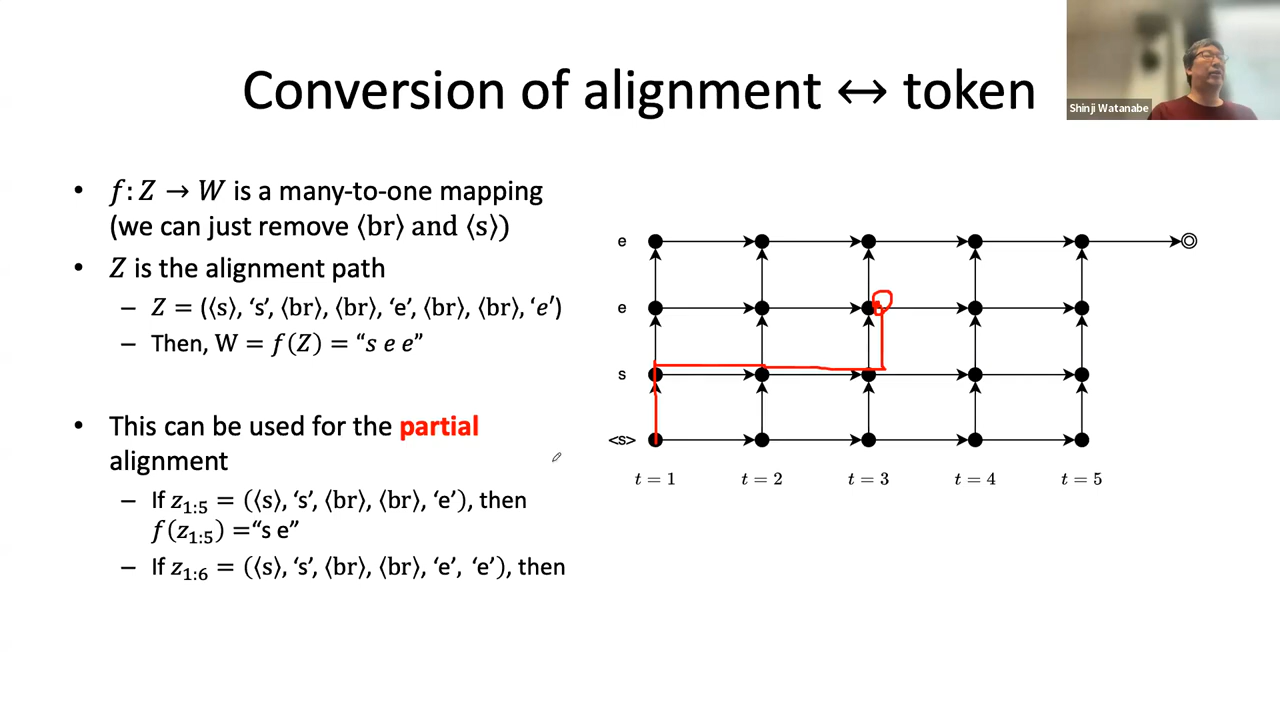 Conversion of alignment ↔ token
Shinji Watanabe
• f: Z → W is a many-to-one mapping
(we can just remove ⟨br⟩ and ⟨s⟩)
• Z is the alignment path
– Z = (⟨s⟩, ‘s’, ⟨br⟩, ⟨br⟩, ‘e’, ⟨br⟩, ⟨br⟩, ‘e’)
– Then, W = f(Z) = “s e e”
• This can be used for the partial
alignment
– If z₁:₅ = (⟨s⟩, ‘s’, ⟨br⟩, ⟨br⟩, ‘e’), then
f(z₁:₅) =“s e”
– If z₁:₆ = (⟨s⟩, ‘s’, ⟨br⟩, ⟨br⟩, ‘e’, ‘e’), then
e
e
s
<s>
t = 1 t = 2 t = 3 t = 4 t = 5